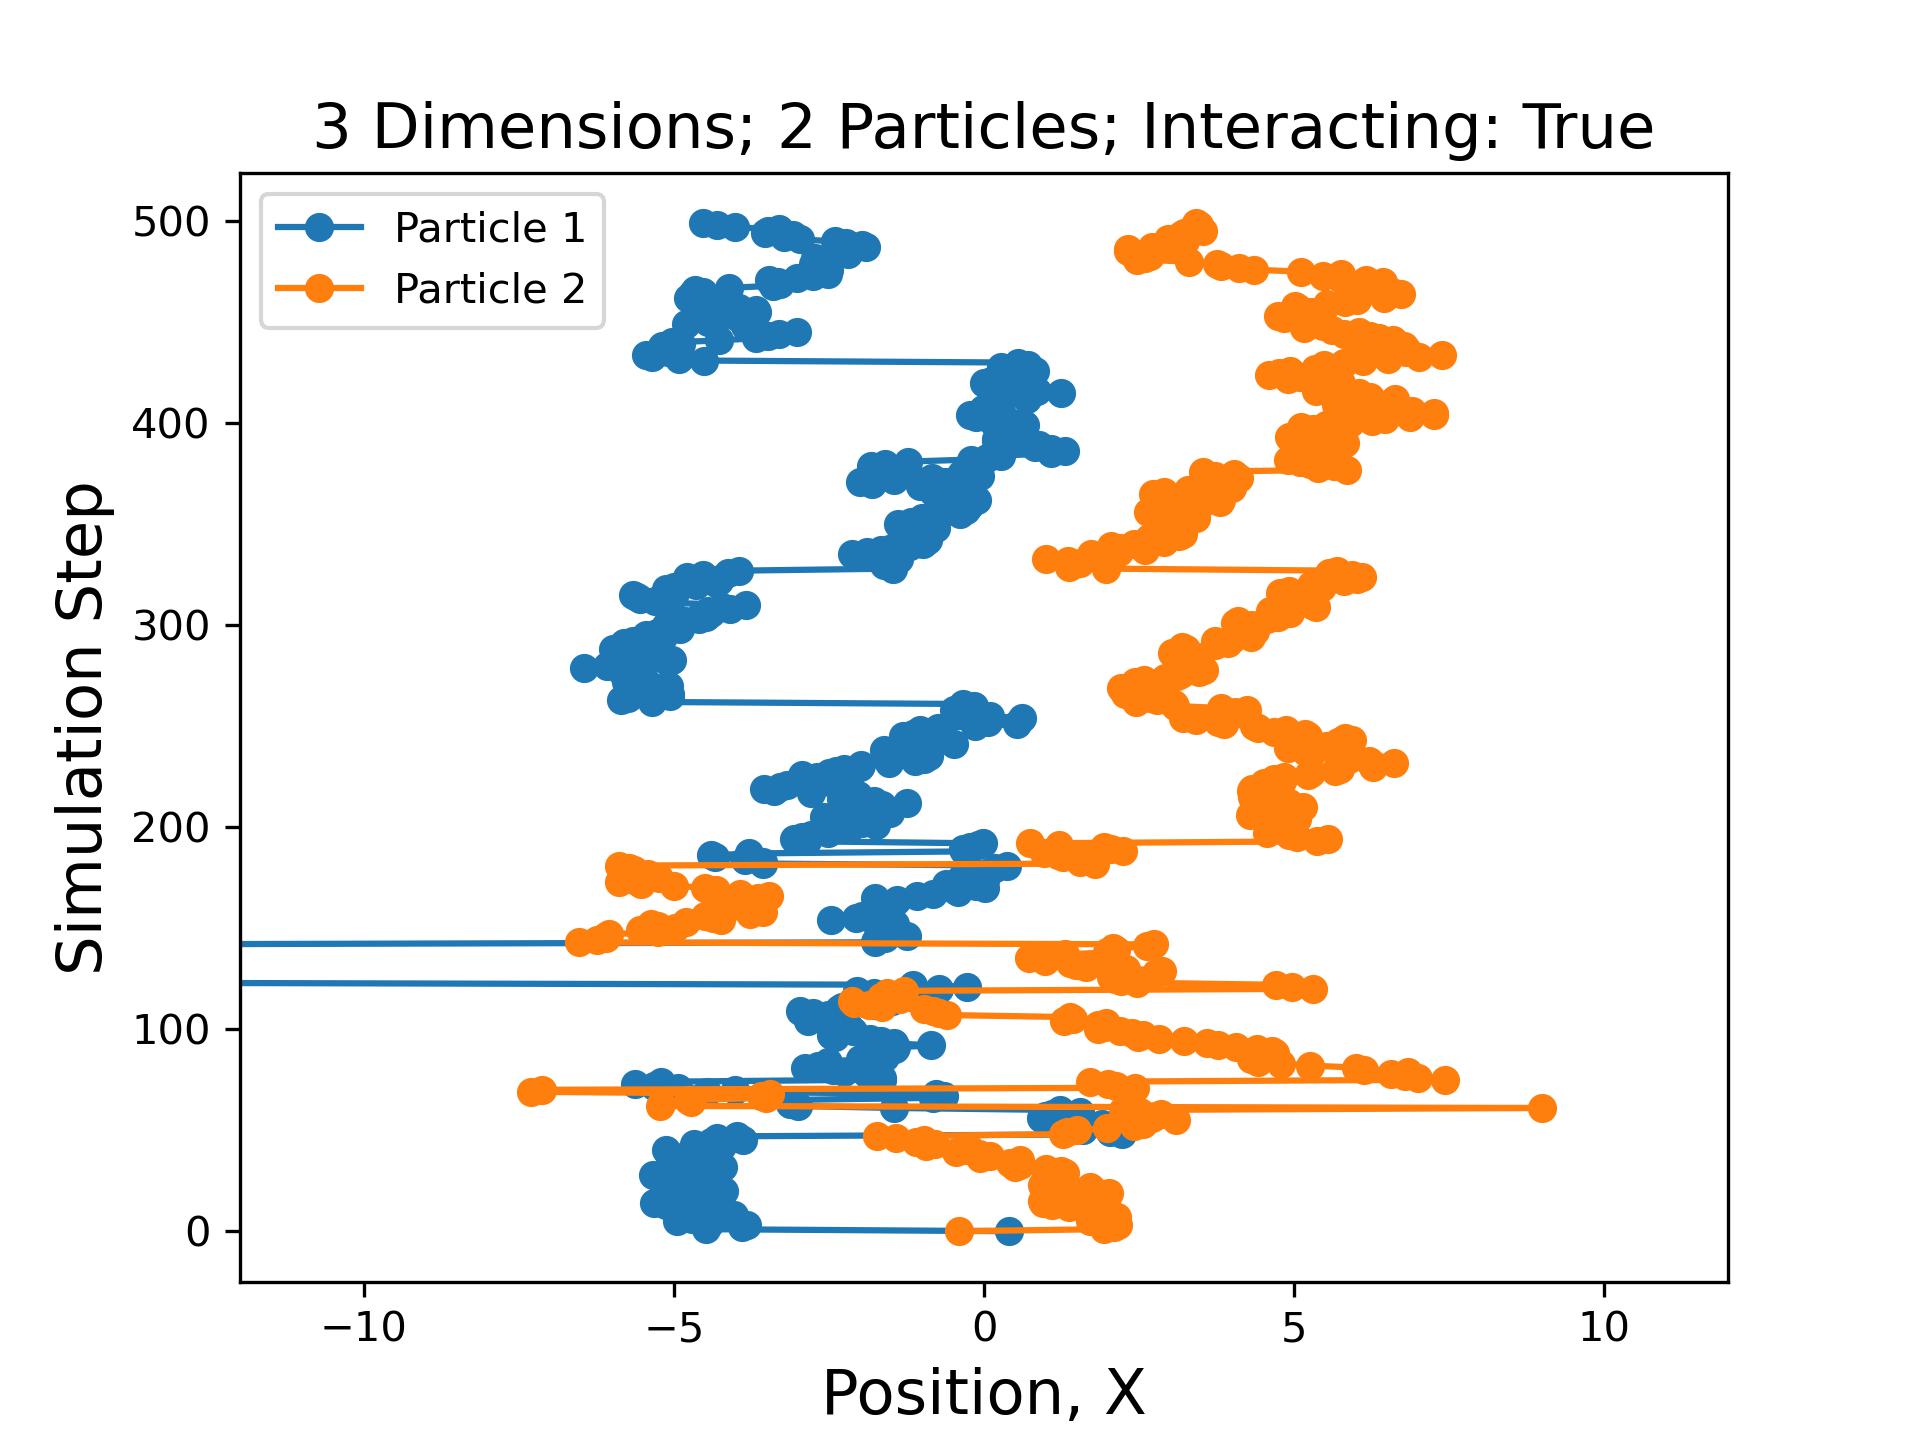 3 Dimensions; 2 Particles; Interacting: True
Particle 1
Particle 2
500
400
300
200
100
0
Simulation Step
−10
−5
0
5
10
Position, X